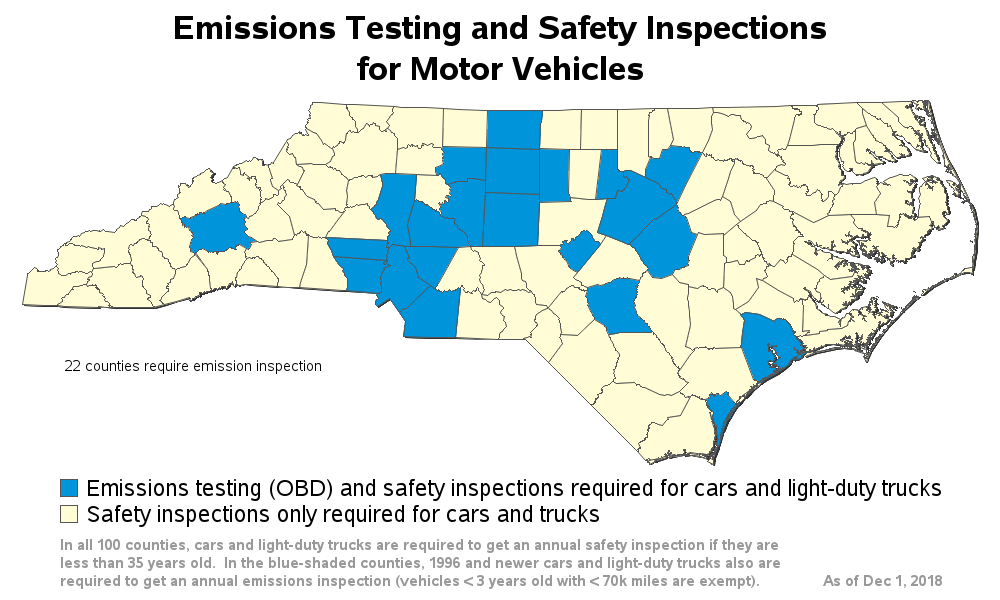 Emissions Testing and Safety Inspections
for Motor Vehicles
22 counties require emission inspection
Emissions testing (OBD) and safety inspections required for cars and light-duty trucks
Safety inspections only required for cars and trucks
In all 100 counties, cars and light-duty trucks are required to get an annual safety inspection if they are
less than 35 years old.  In the blue-shaded counties, 1996 and newer cars and light-duty trucks also are
required to get an annual emissions inspection (vehicles < 3 years old with < 70k miles are exempt).
As of Dec 1, 2018